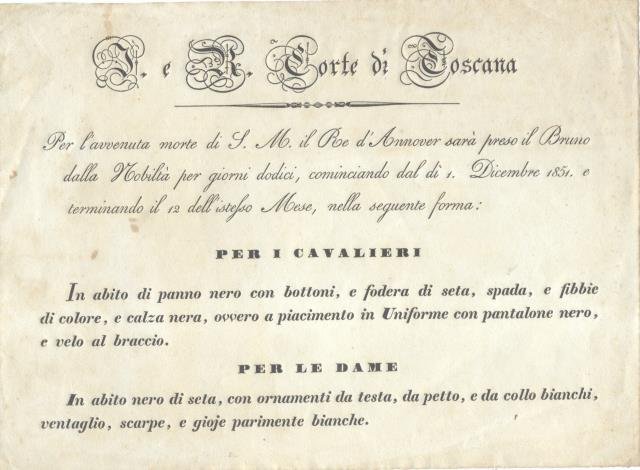 I. e R. Corte di Toscana
Per l'avvenuta morte di S. M. il Re d'Annover sarà preso il Bruno
dalla Nobilià per giorni dodici, cominciando dal di 1. Dicembre 1851. e
terminando il 12 dell'istesso Mese, nella seguente forma:
PER I CAVALIERI
In abito di panno nero con bottoni, e fodera di seta, spada, e fibbie
di colore, e calza nera, ovvero a piacimento in Uniforme con pantalone nero,
e velo al braccio.
PER LE DAME
In abito nero di seta, con ornamenti da testa, da petto, e da collo bianchi,
ventaglio, scarpe, e gioje parimente bianche.